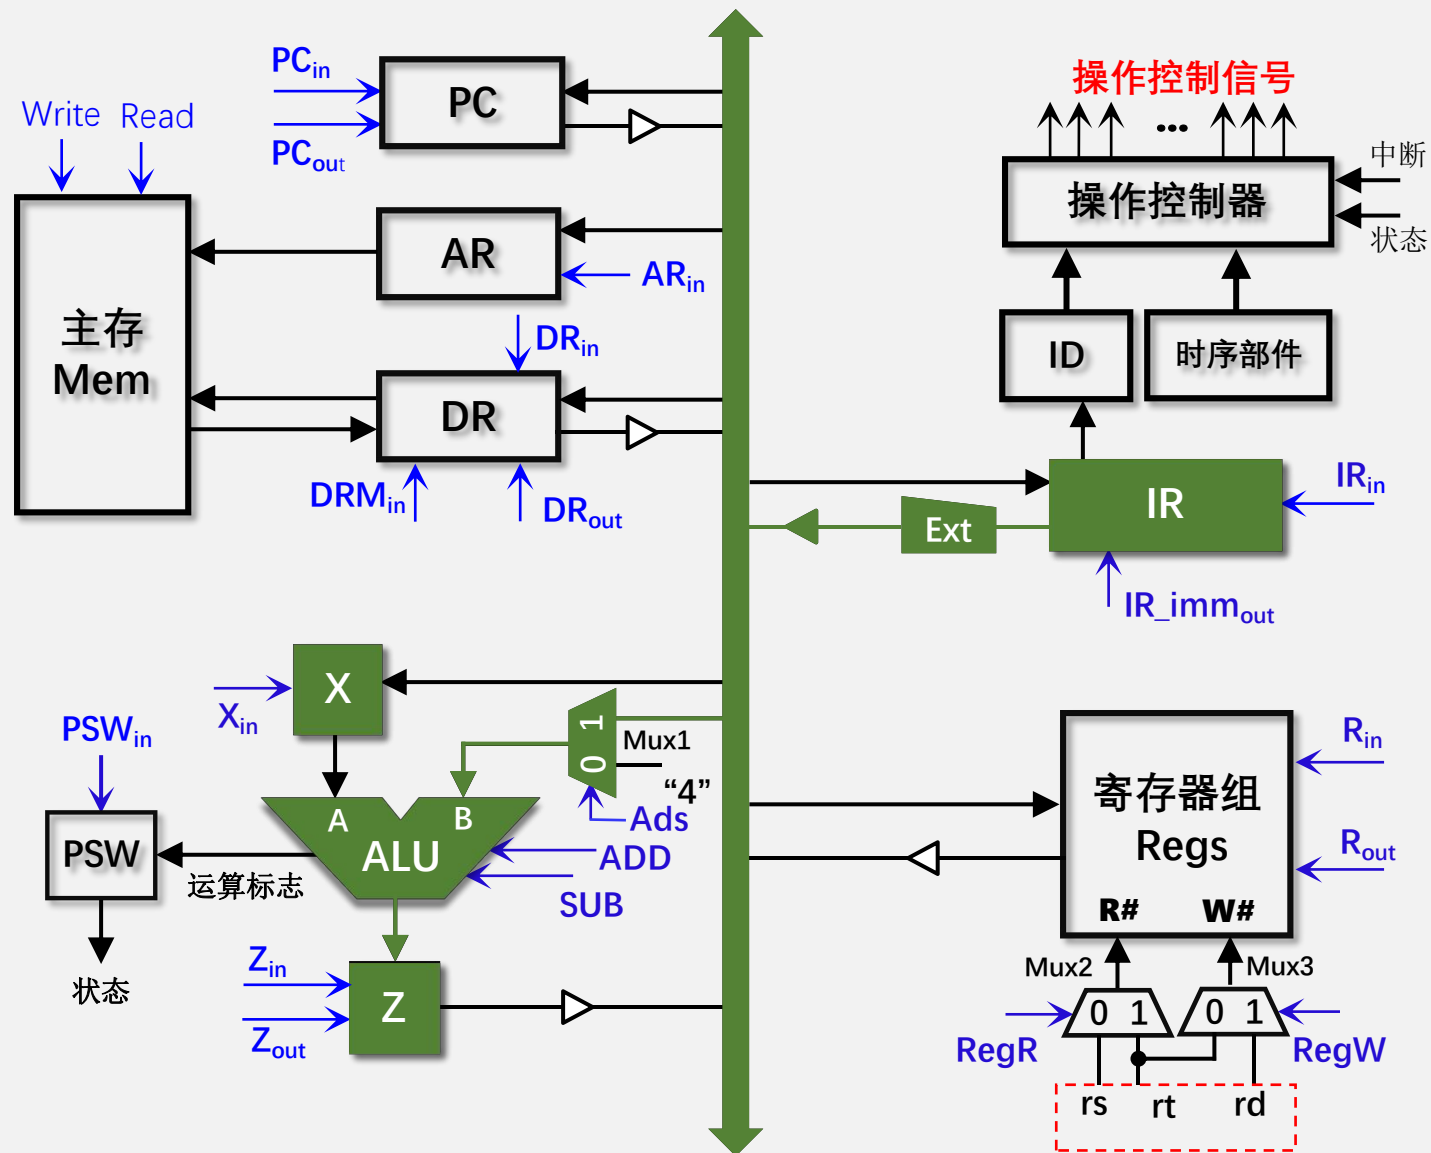 PCin
PC
PCout
Write
Read
操作控制信号
...
中断
操作控制器
状态
AR
ARin
主存
Mem
DRin
DR
DRMin
DRout
ID
时序部件
IR
IRin
Ext
IR_immout
X
Xin
1
0
Mux1
“4”
Ads
PSWin
A
B
ALU
ADD
SUB
PSW
运算标志
状态
Zin
Z
Zout
Rin
寄存器组
Regs
Rout
R#
W#
Mux2
Mux3
0 1
0 1
RegR
RegW
rs
rt
rd